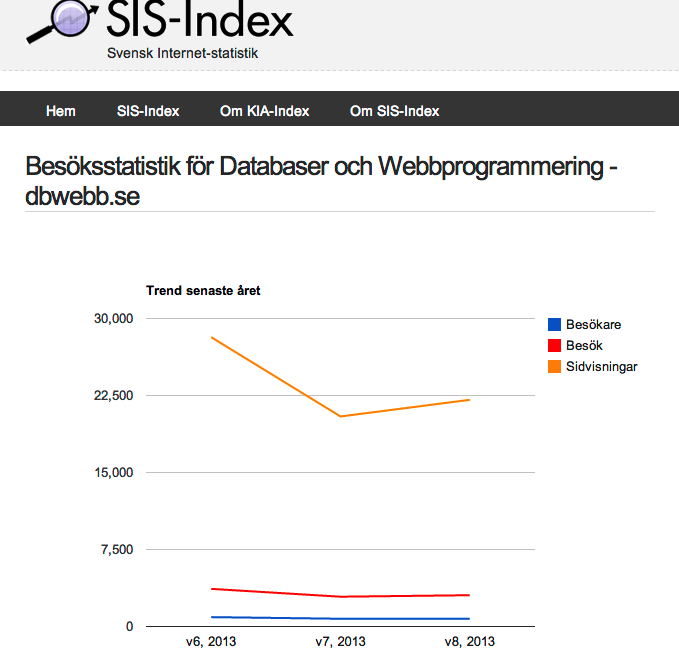 SIS-Index
Svensk Internet-statistik
Hem SIS-Index Om KIA-Index Om SIS-Index
Besöksstatistik för Databaser och Webbprogrammering -
dbwebb.se
Trend senaste året
30,000
22,500
15,000
7,500
0
v6, 2013 v7, 2013 v8, 2013
Besökare
Besök
Sidvisningar